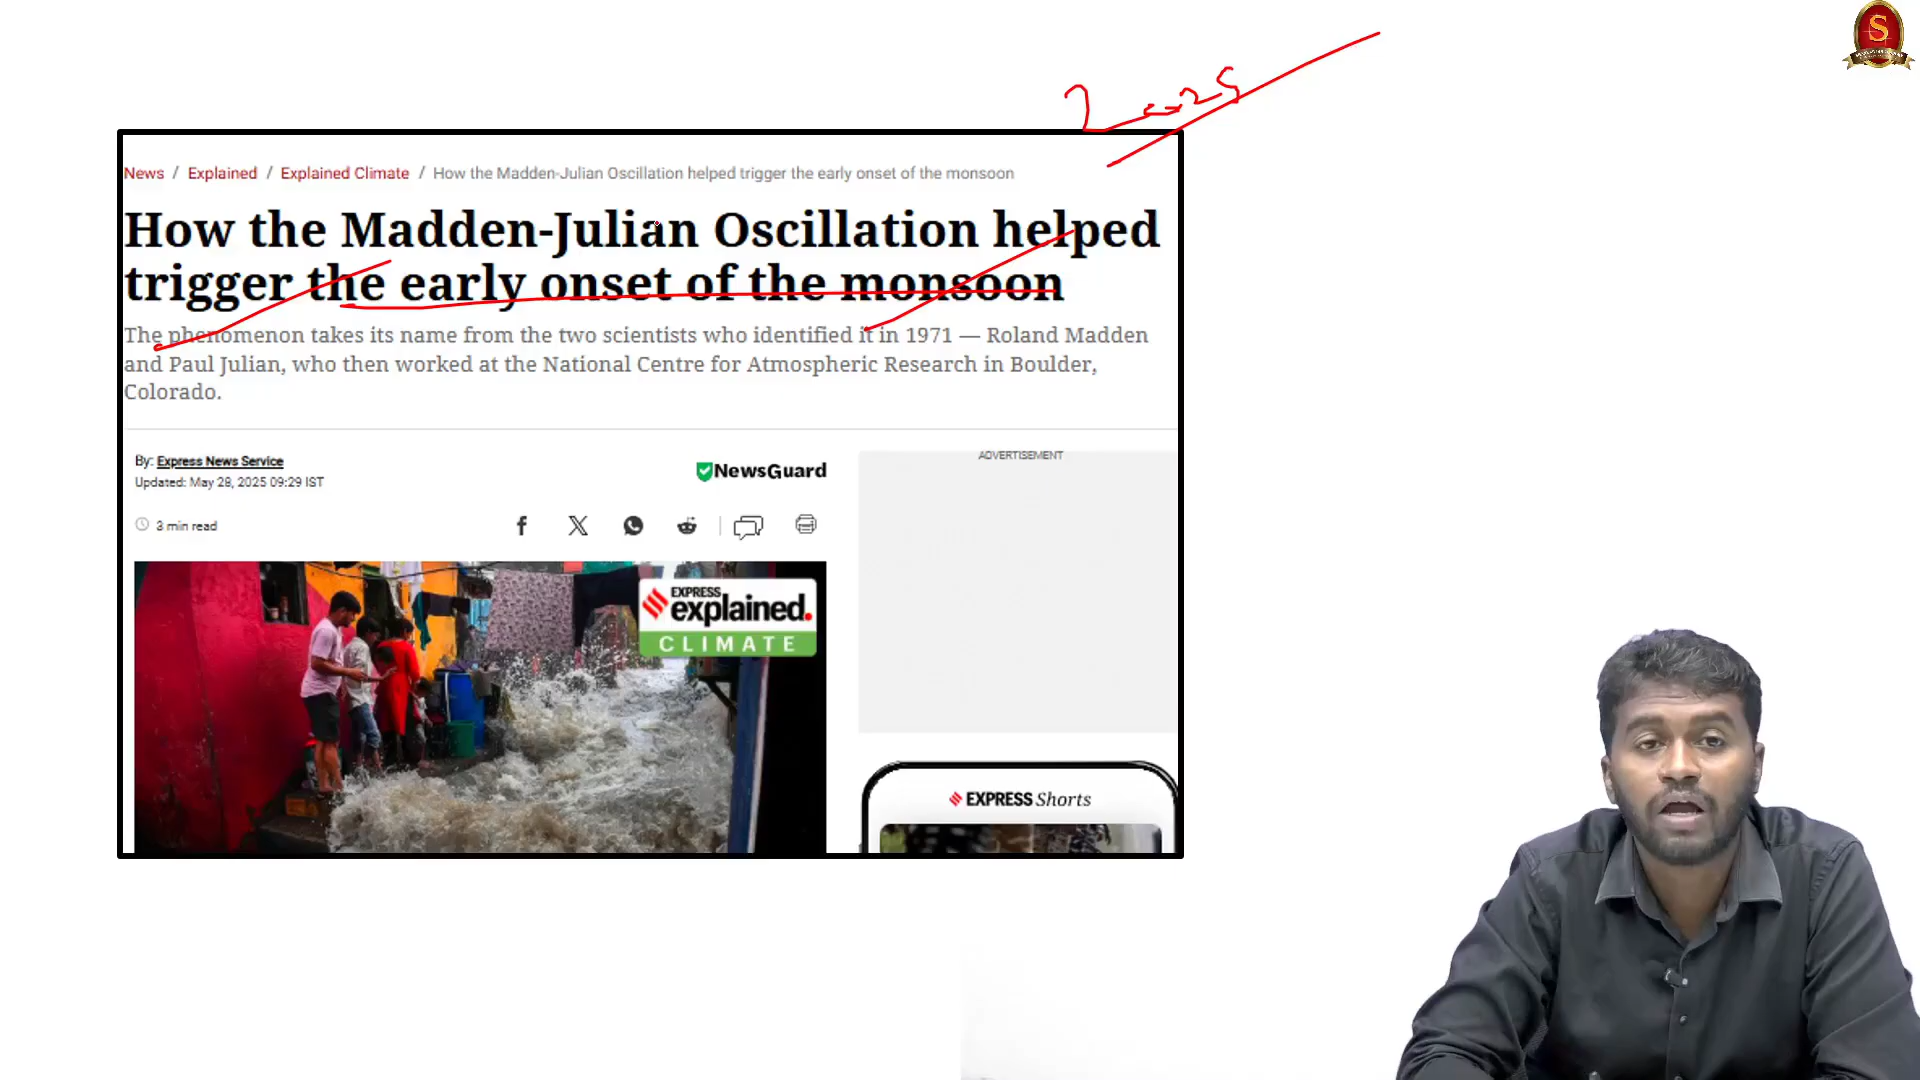 S
2025
News / Explained / Explained Climate / How the Madden-Julian Oscillation helped trigger the early onset of the monsoon
How the Madden-Julian Oscillation helped
trigger the early onset of the monsoon
The phenomenon takes its name from the two scientists who identified it in 1971 — Roland Madden
and Paul Julian, who then worked at the National Centre for Atmospheric Research in Boulder,
Colorado.
By: Express News Service
Updated: May 28, 2025 09:29 IST
NewsGuard
ADVERTISEMENT
3 min read
EXPRESS
explained.
CLIMATE
EXPRESS Shorts